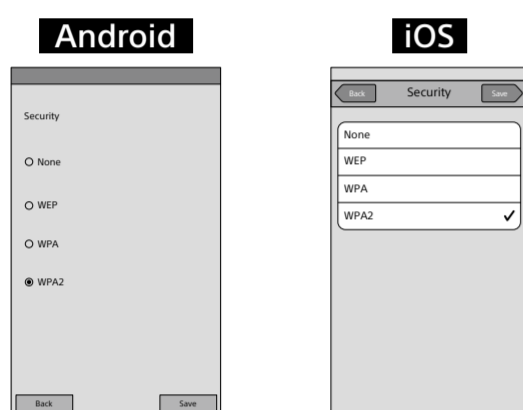 Android
Security
None
WEP
WPA
WPA2
Back
Save
iOS
Back
Security
Save
None
WEP
WPA
WPA2